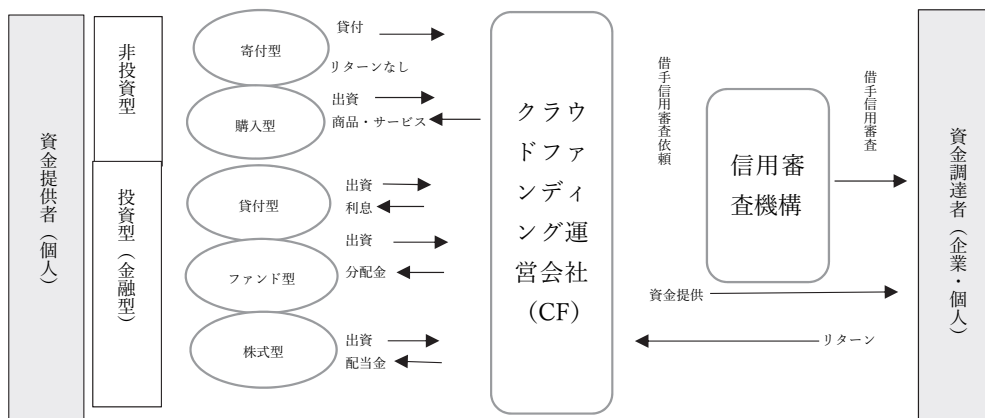 資金提供者（個人）
非投資型
投資型（金融型）
寄付型
貸付
リターンなし
購入型
出資
商品・サービス
貸付型
出資
利息
ファンド型
出資
分配金
株式型
出資
配当金
クラウ
ドファ
ンディ
ング運
営会社
（CF）
借手信用審査依頼
信用審
査機構
借手信用審査
資金提供
リターン
資金調達者（企業・個人）